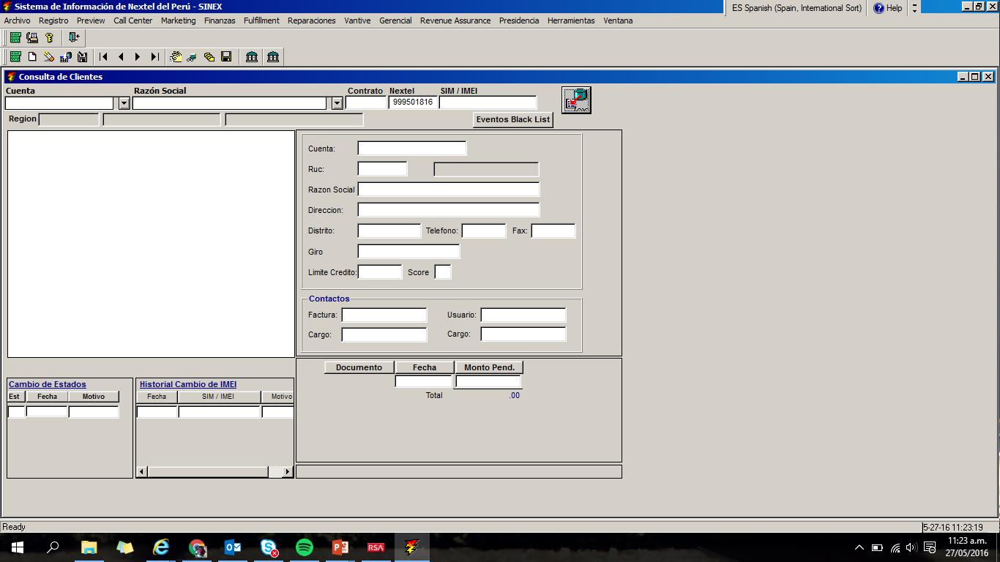 Sistema de Información de Nextel del Perú - SINEX
ES Spanish (Spain, International Sort) Help
Archivo Registro Preview Call Center Marketing Finanzas Fulfillment Reparaciones Vantive Gerencial Revenue Assurance Presidencia Herramientas Ventana
Consulta de Clientes
Cuenta Razón Social Contrato Nextel SIM / IMEI
999501816
Region
Eventos Black List
Cuenta:
Ruc:
Razon Social
Direccion:
Distrito: Telefono: Fax:
Giro
Limite Credito: Score
Contactos
Factura: Usuario:
Cargo: Cargo:
Documento Fecha Monto Pend.
Total .00
Cambio de Estados
Est Fecha Motivo
Historial Cambio de IMEI
Fecha SIM / IMEI Motivo
Ready 5-27-16 11:23:19
RSA
11:23 a.m.
27/05/2016